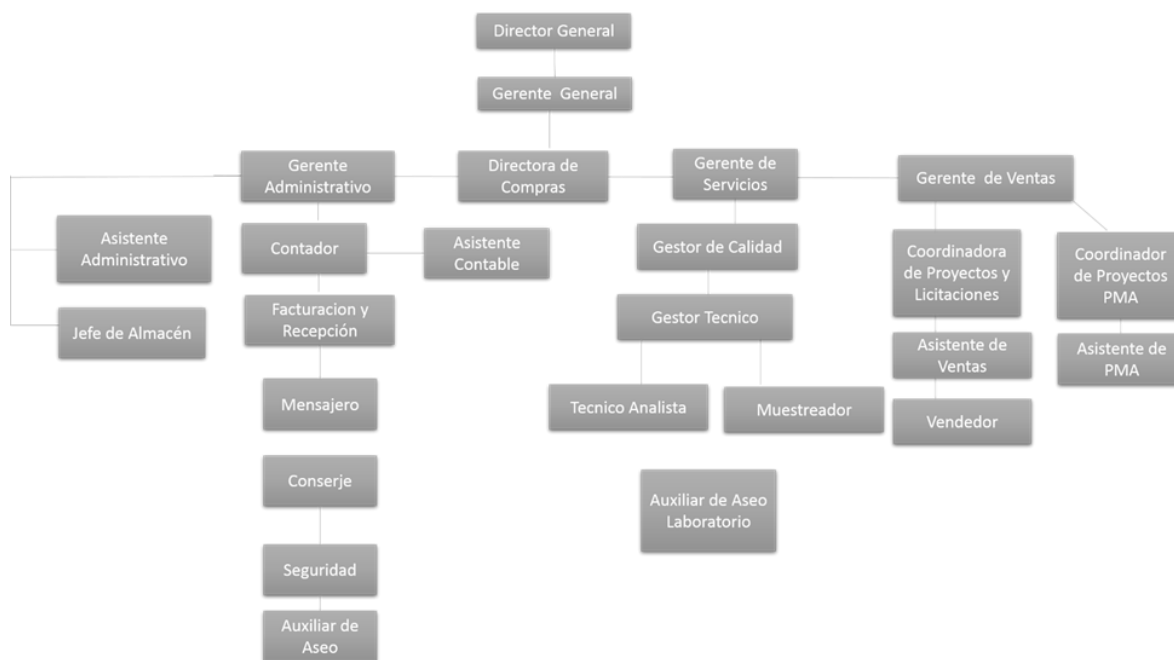 Director General
Gerente General
Gerente
Administrativo
Directora de
Compras
Gerente de
Servicios
Gerente de Ventas
Asistente
Administrativo
Contador
Asistente
Contable
Gestor de Calidad
Coordinadora
de Proyectos y
Licitaciones
Coordinador
de Proyectos
PMA
Jefe de Almacén
Facturacion y
Recepción
Gestor Tecnico
Asistente de
Ventas
Asistente de
PMA
Mensajero
Tecnico Analista
Muestreador
Vendedor
Conserje
Auxiliar de Aseo
Laboratorio
Seguridad
Auxiliar de
Aseo